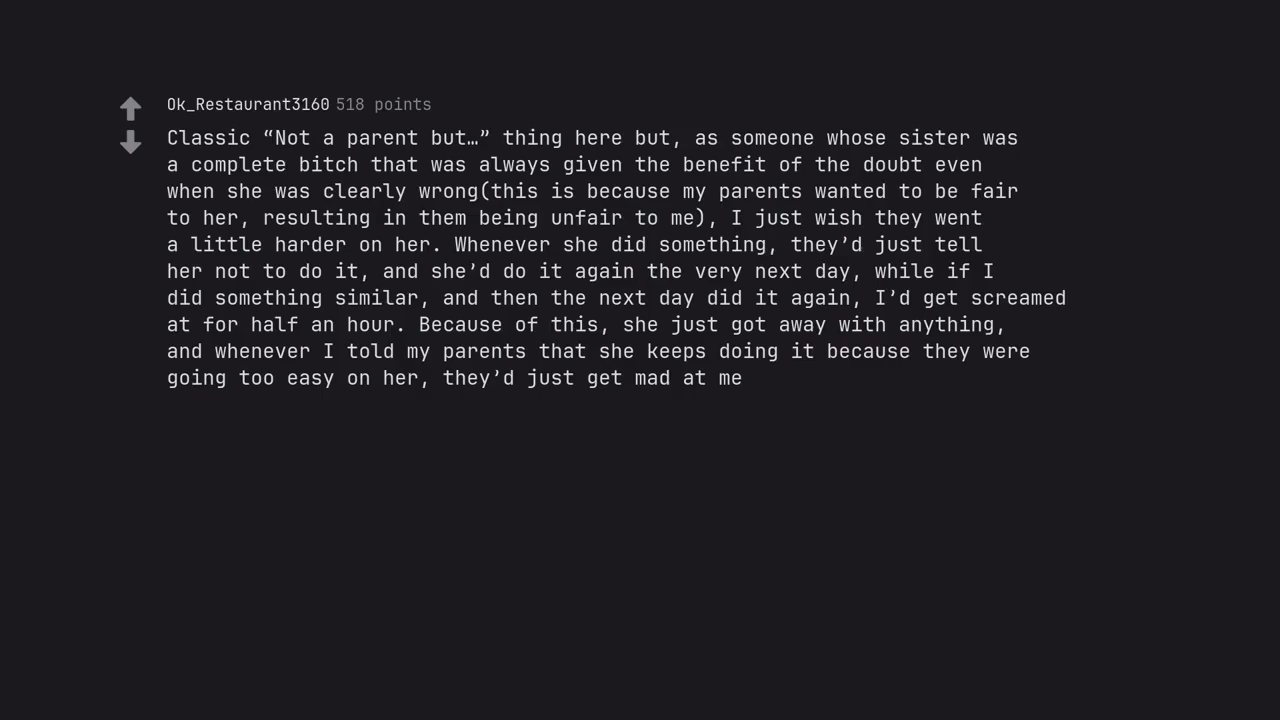 Ok_Restaurant3160 518 points
Classic “Not a parent but…” thing here but, as someone whose sister was
a complete bitch that was always given the benefit of the doubt even
when she was clearly wrong(this is because my parents wanted to be fair
to her, resulting in them being unfair to me), I just wish they went
a little harder on her. Whenever she did something, they’d just tell
her not to do it, and she’d do it again the very next day, while if I
did something similar, and then the next day did it again, I’d get screamed
at for half an hour. Because of this, she just got away with anything,
and whenever I told my parents that she keeps doing it because they were
going too easy on her, they’d just get mad at me